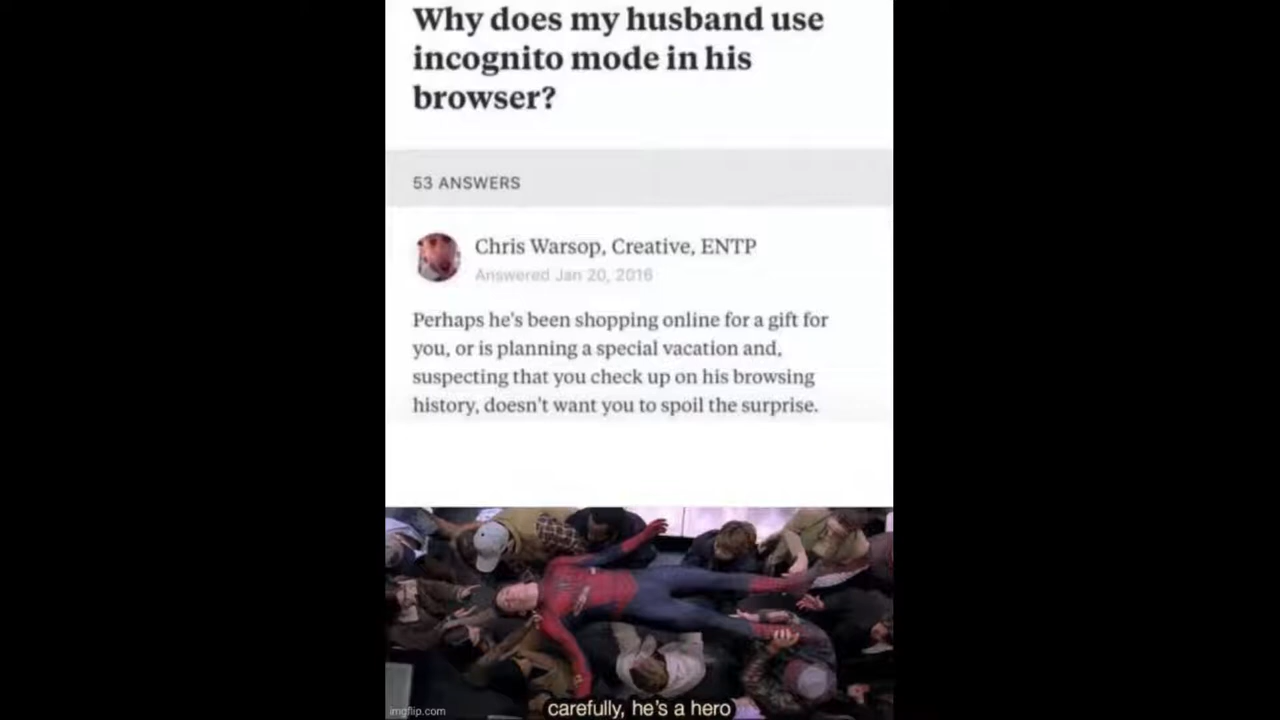 Why does my husband use
incognito mode in his
browser?
53 ANSWERS
Chris Warsop, Creative, ENTP
Answered Jan 20, 2016
Perhaps he's been shopping online for a gift for
you, or is planning a special vacation and,
suspecting that you check up on his browsing
history, doesn't want you to spoil the surprise.
carefully, he's a hero
imgflip.com